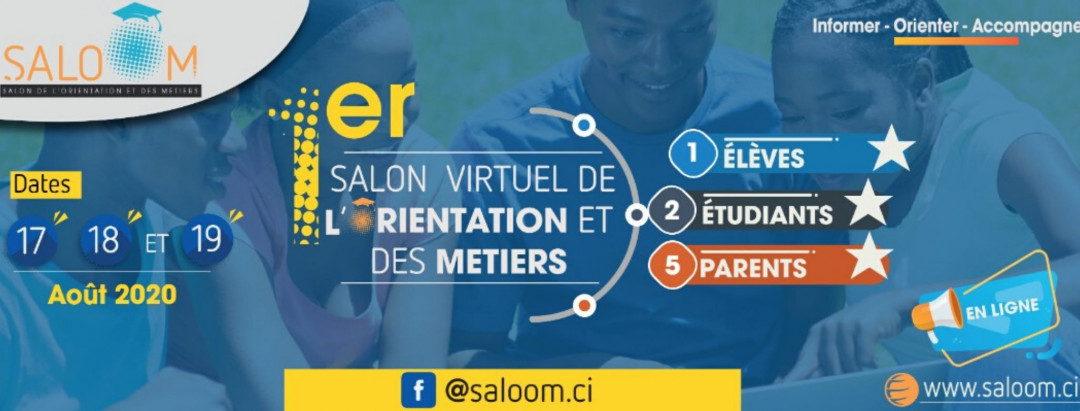 SALOOM
SALON DE L'ORIENTATION ET DES METIERS
Informer - Orienter - Accompagne
1er
SALON VIRTUEL DE
L'ORIENTATION ET
DES METIERS
Dates
17 18 ET 19
Août 2020
1 ÉLÈVES
2 ÉTUDIANTS
5 PARENTS
EN LIGNE
f @saloom.ci
www.saloom.ci